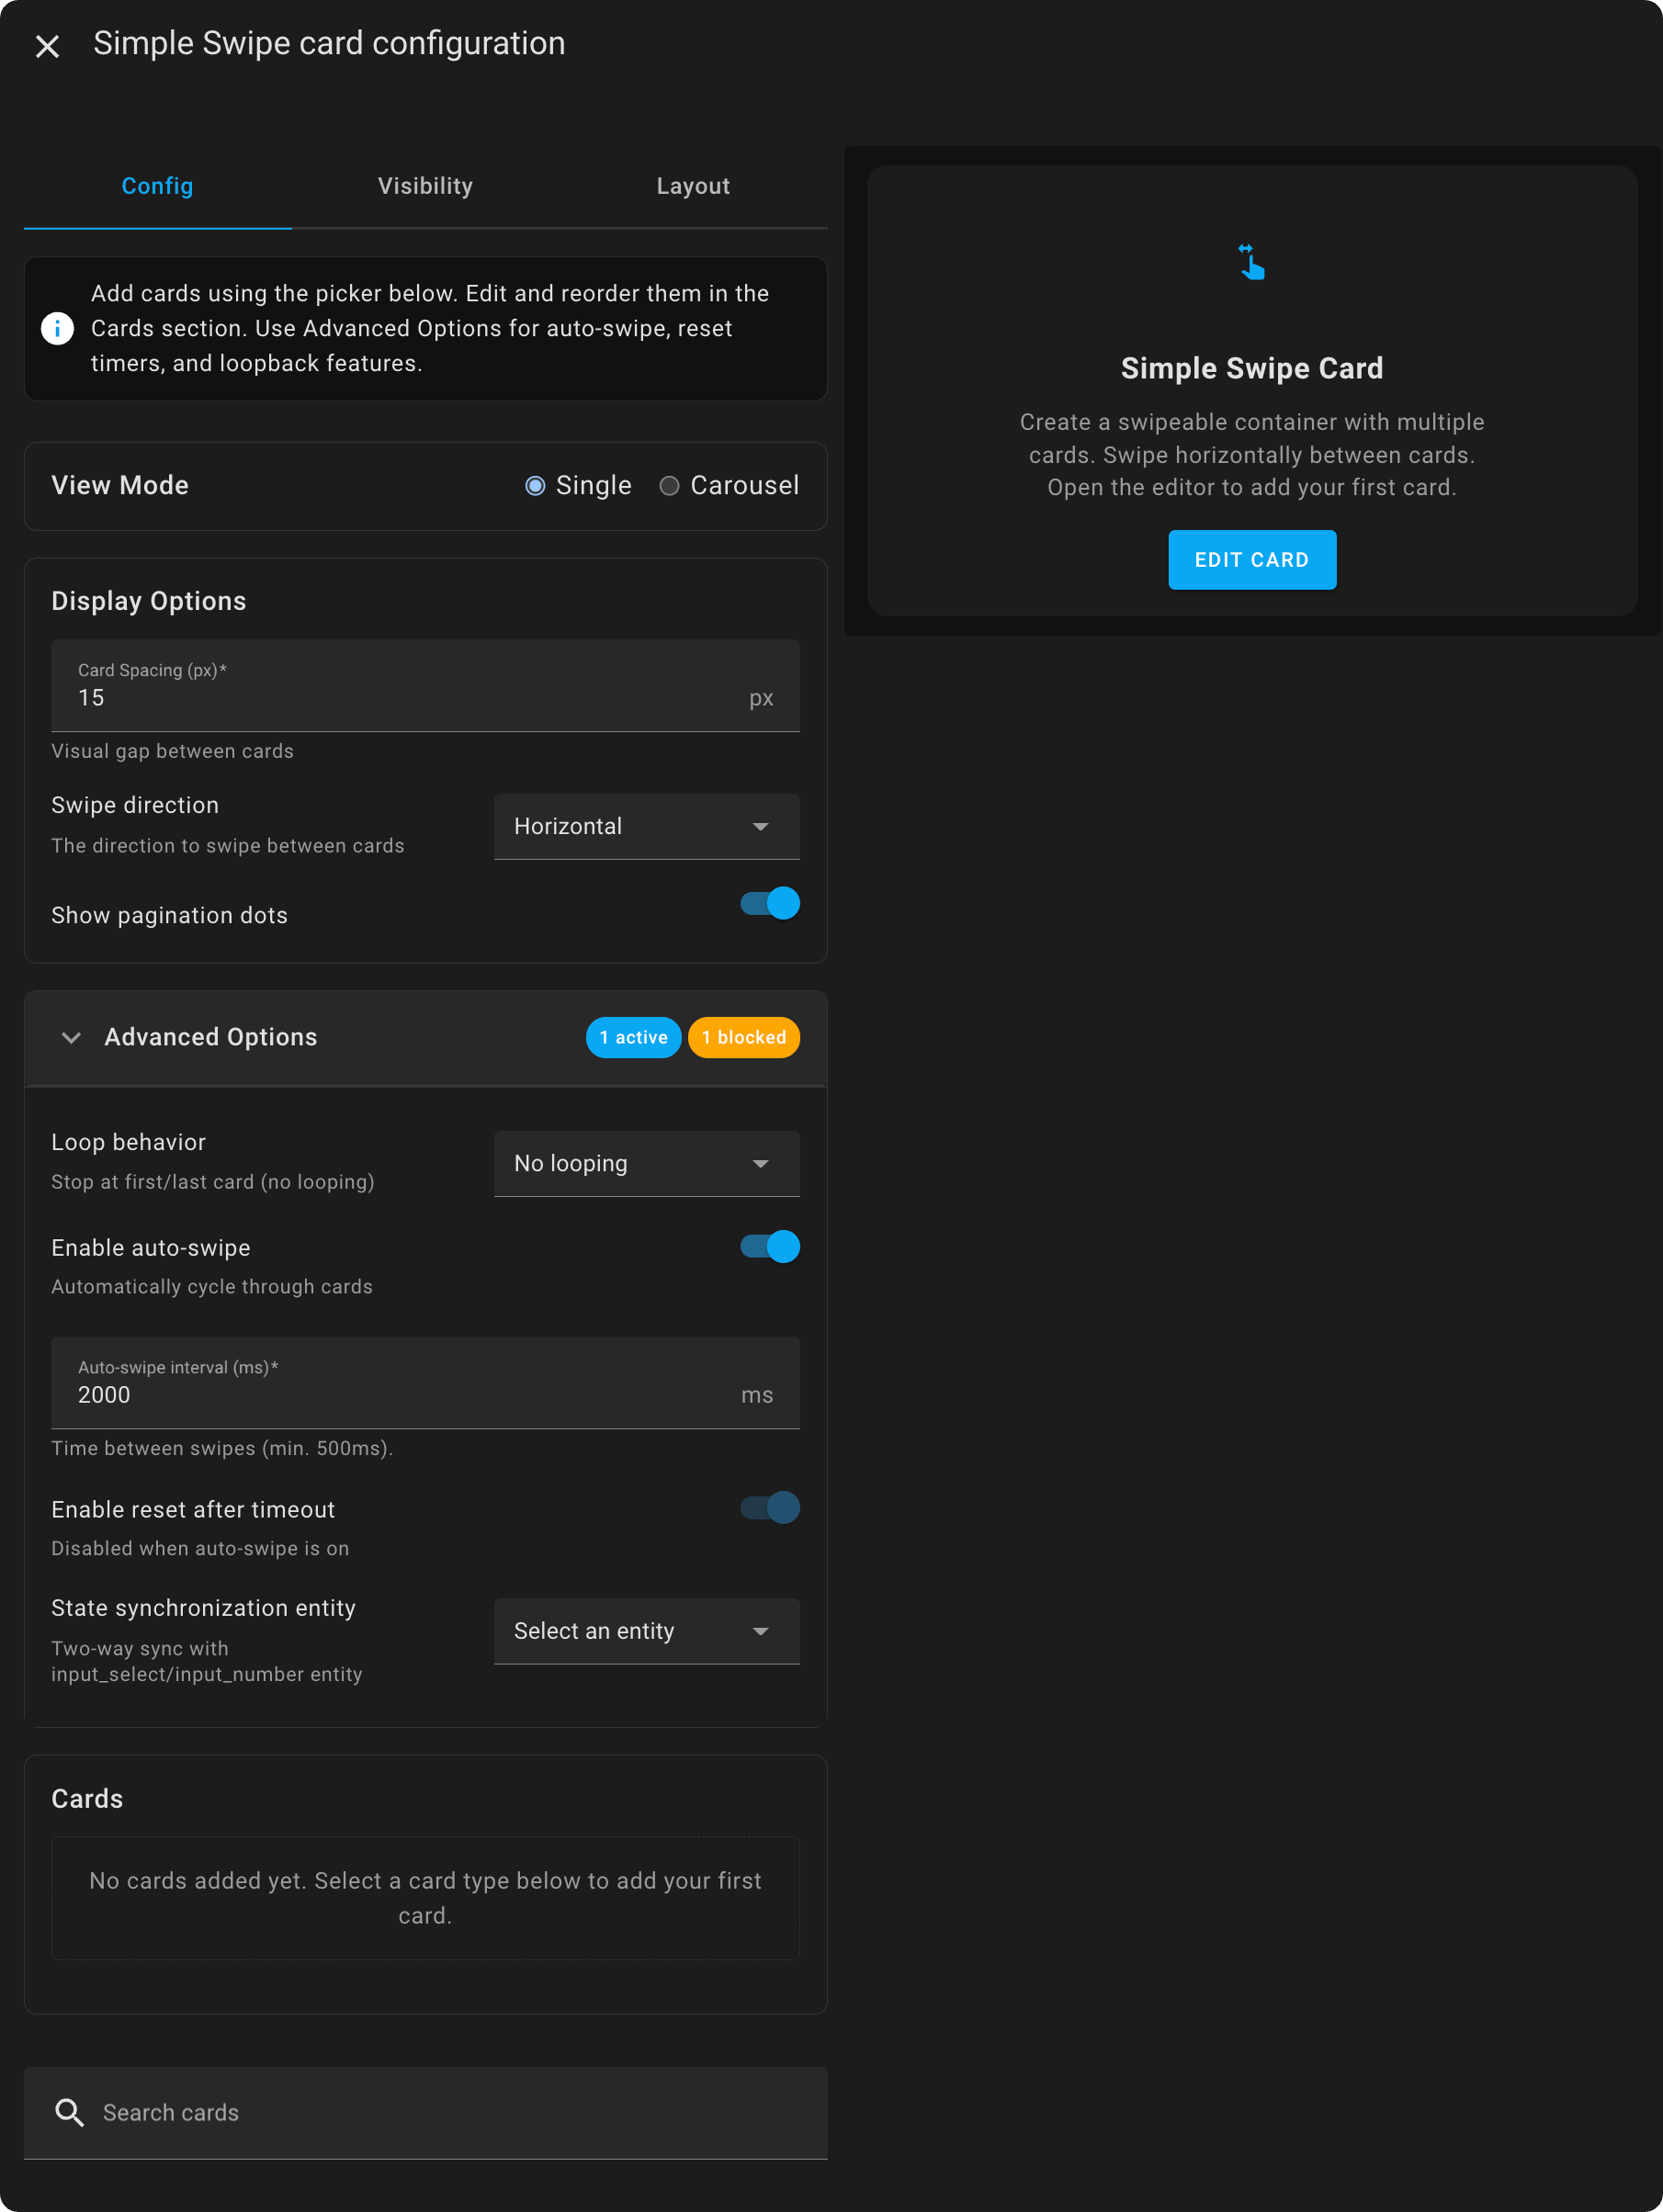 Simple Swipe card configuration
Config
Visibility
Layout
Add cards using the picker below. Edit and reorder them in the
Cards section. Use Advanced Options for auto-swipe, reset
timers, and loopback features.
View Mode
Single
Carousel
Display Options
Card Spacing (px)*
15
px
Visual gap between cards
Swipe direction
The direction to swipe between cards
Horizontal
Show pagination dots
Advanced Options
1 active
1 blocked
Loop behavior
Stop at first/last card (no looping)
No looping
Enable auto-swipe
Automatically cycle through cards
Auto-swipe interval (ms)*
2000
ms
Time between swipes (min. 500ms).
Enable reset after timeout
Disabled when auto-swipe is on
State synchronization entity
Two-way sync with
input_select/input_number entity
Select an entity
Cards
No cards added yet. Select a card type below to add your first
card.
Search cards
Simple Swipe Card
Create a swipeable container with multiple
cards. Swipe horizontally between cards.
Open the editor to add your first card.
EDIT CARD